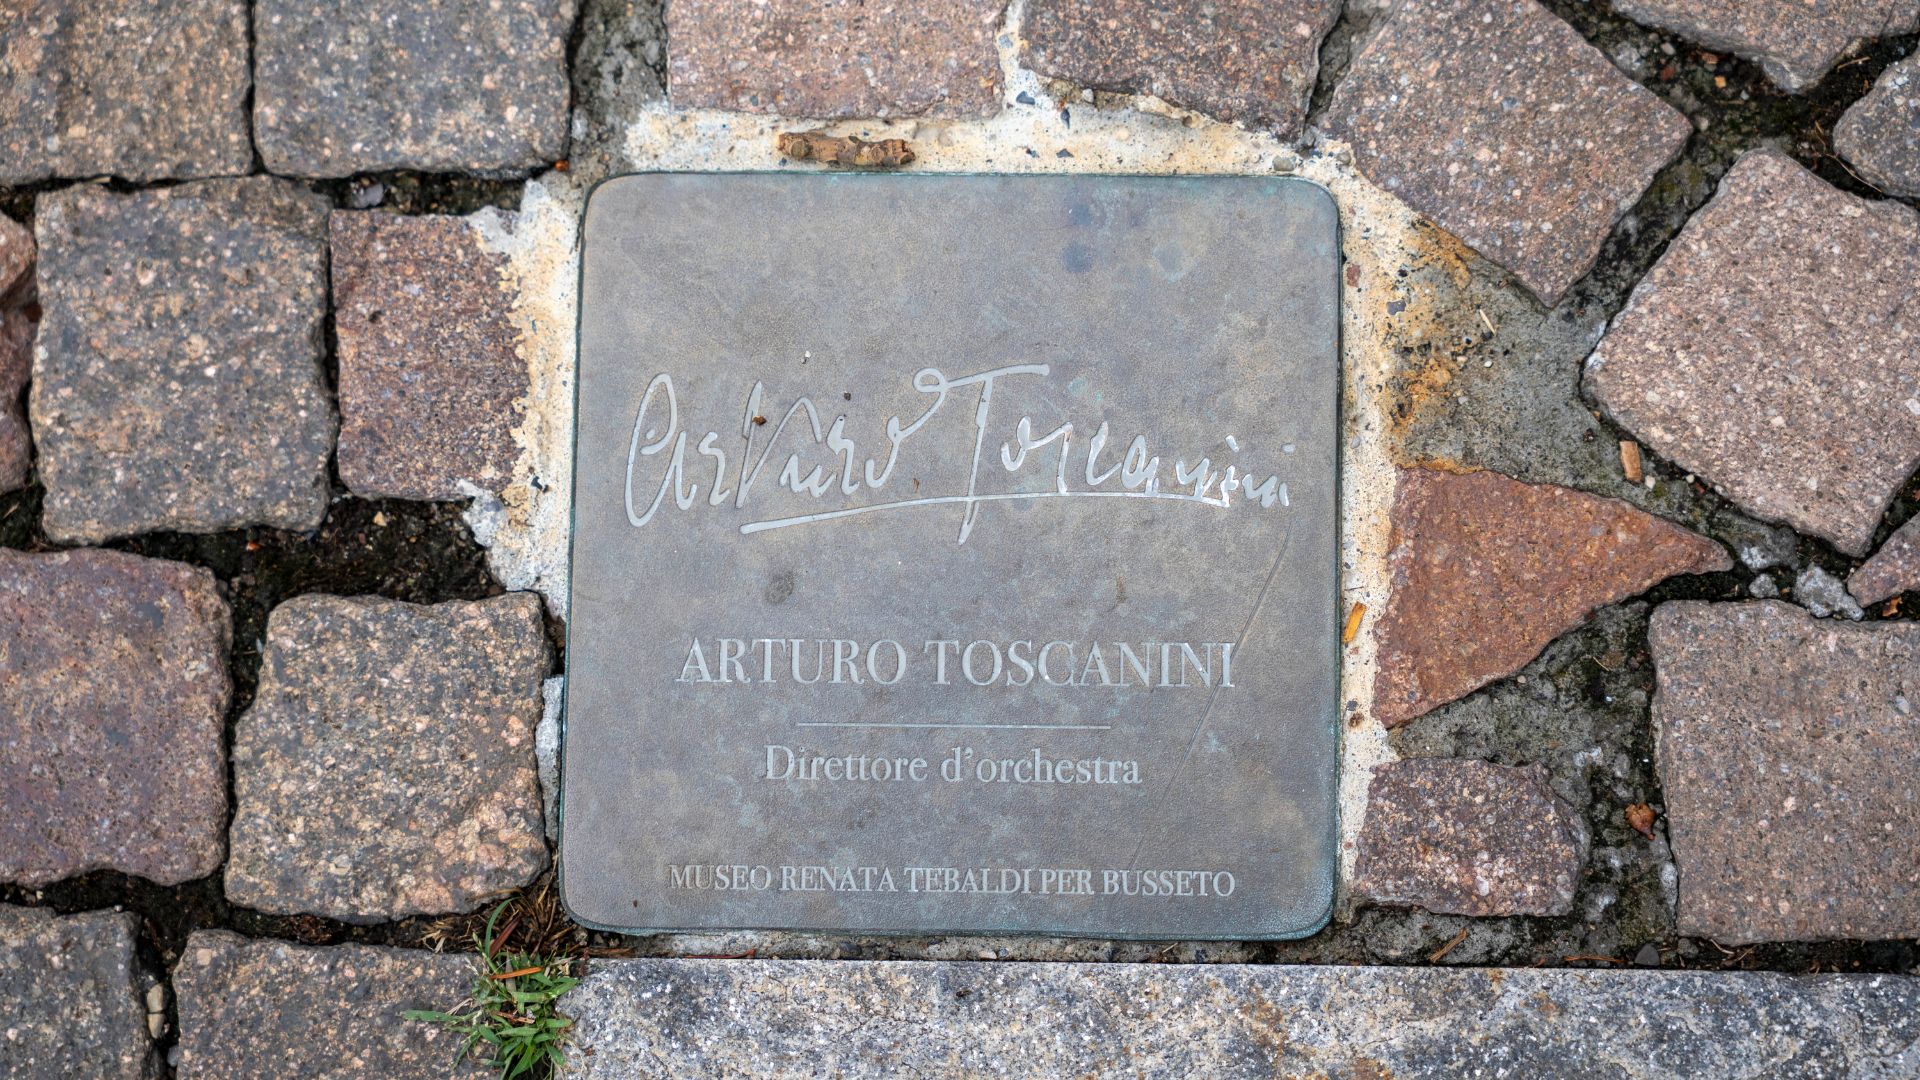 Arturo Toscanini
ARTURO TOSCANINI
Direttore d'orchestra
MUSEO RENATA TEBALDI PER BUSSETO